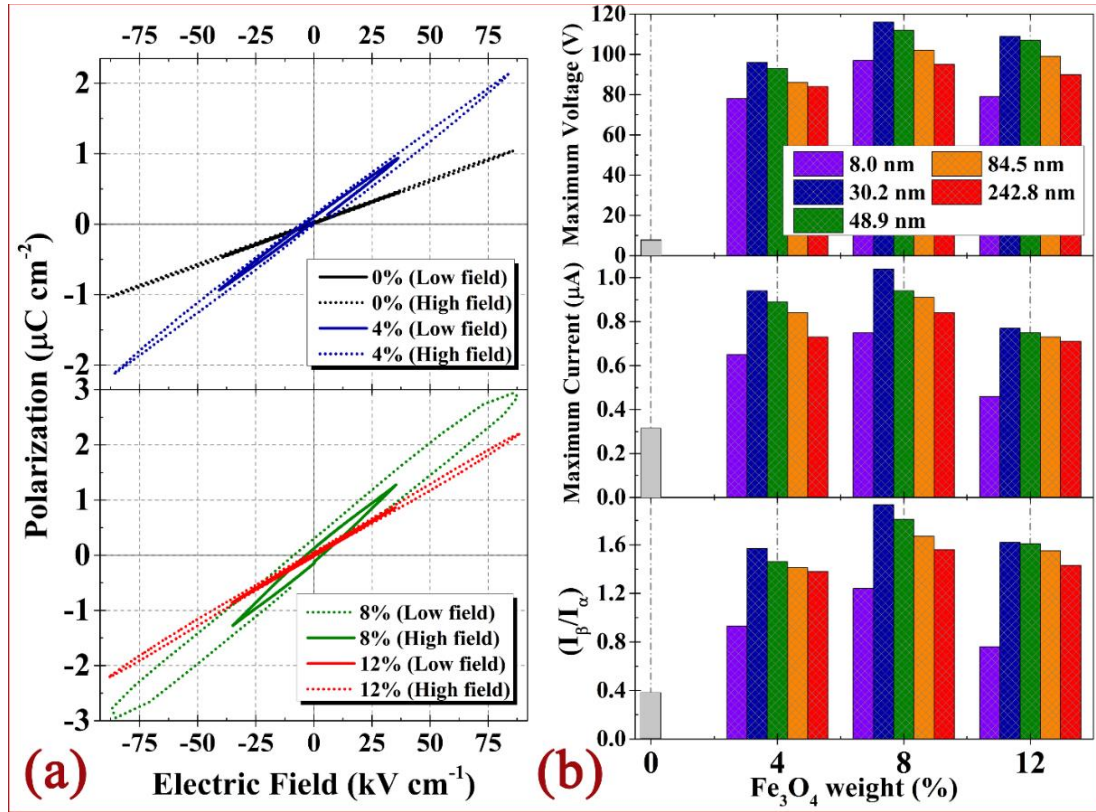 -75 -50 -25 0 25 50 75
2
1
0
-1
-2
0% (Low field)
0% (High field)
4% (Low field)
4% (High field)
3
2
1
0
-1
-2
-3
8% (Low field)
8% (High field)
12% (Low field)
12% (High field)
-75 -50 -25 0 25 50 75
Polarization (μC cm⁻²)
Electric Field (kV cm⁻¹)
(a)
120
100
80
60
40
20
0
Maximum Voltage (V)
8.0 nm 84.5 nm
30.2 nm 242.8 nm
48.9 nm
1.0
0.8
0.6
0.4
0.2
0.0
Maximum Current (μA)
1.6
1.2
0.8
0.4
0.0
(Iβ/Iα)
0 4 8 12
Fe₃O₄ weight (%)
(b)